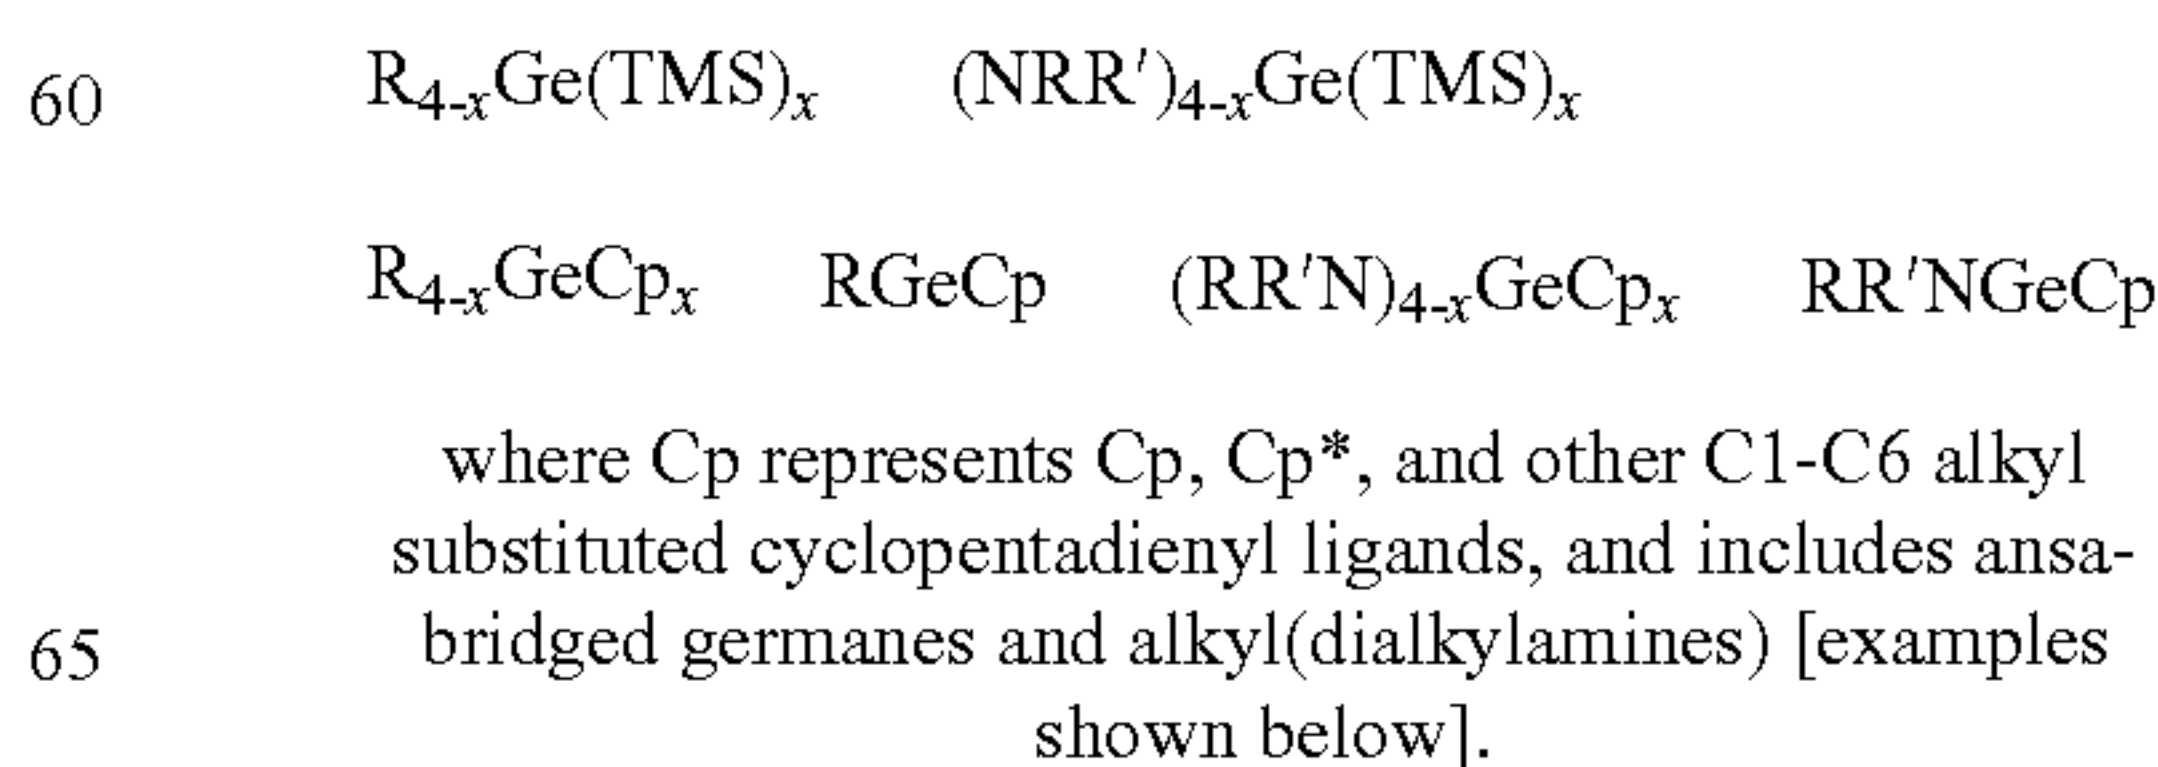 60 R4-xGe(TMS)x (NRR')4-xGe(TMS)x
R4-xGeCpx RGeCp (RR'N)4-xGeCpx RR'NGeCp
where Cp represents Cp, Cp*, and other C1-C6 alkyl
substituted cyclopentadienyl ligands, and includes ansa-
65 bridged germanes and alkyl(dialkylamines) [examples
shown below].